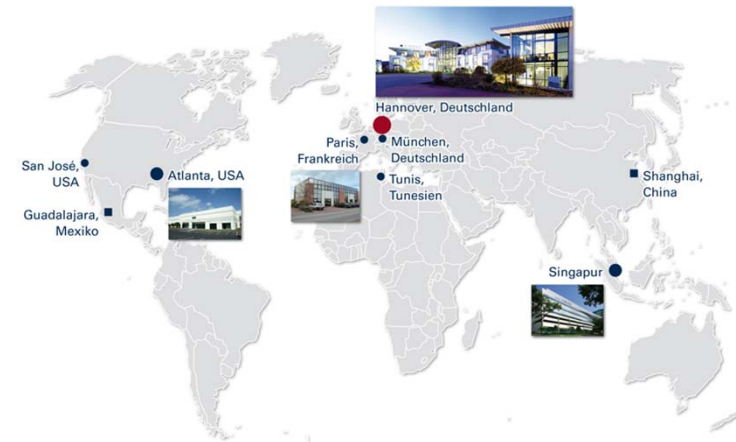 Hannover, Deutschland
Paris,
Frankreich
München,
Deutschland
San José,
USA
Atlanta, USA
Tunis,
Tunesien
Shanghai,
China
Guadalajara,
Mexiko
Singapur